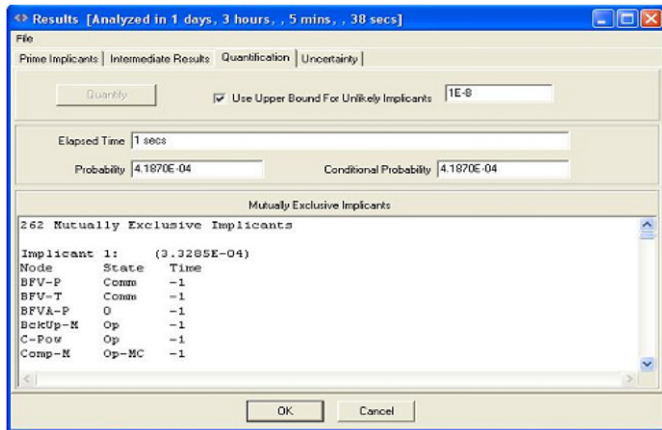 Results [Analyzed in 1 days, 3 hours, , 5 mins, , 38 secs]
File
Prime Implicants Intermediate Results Quantification Uncertainty
Quantify Use Upper Bound For Unlikely Implicants 1E-8
Elapsed Time 1 secs
Probability 4.1870E-04 Conditional Probability 4.1870E-04
Mutually Exclusive Implicants
262 Mutually Exclusive Implicants
Implicant 1: (3.3285E-04)
Node State Time
BFV-P Comm -1
BFV-T Comm -1
BFVA-P 0 -1
BckUp-M Op -1
C-Pow Op -1
Comp-M Op-MC -1
OK Cancel